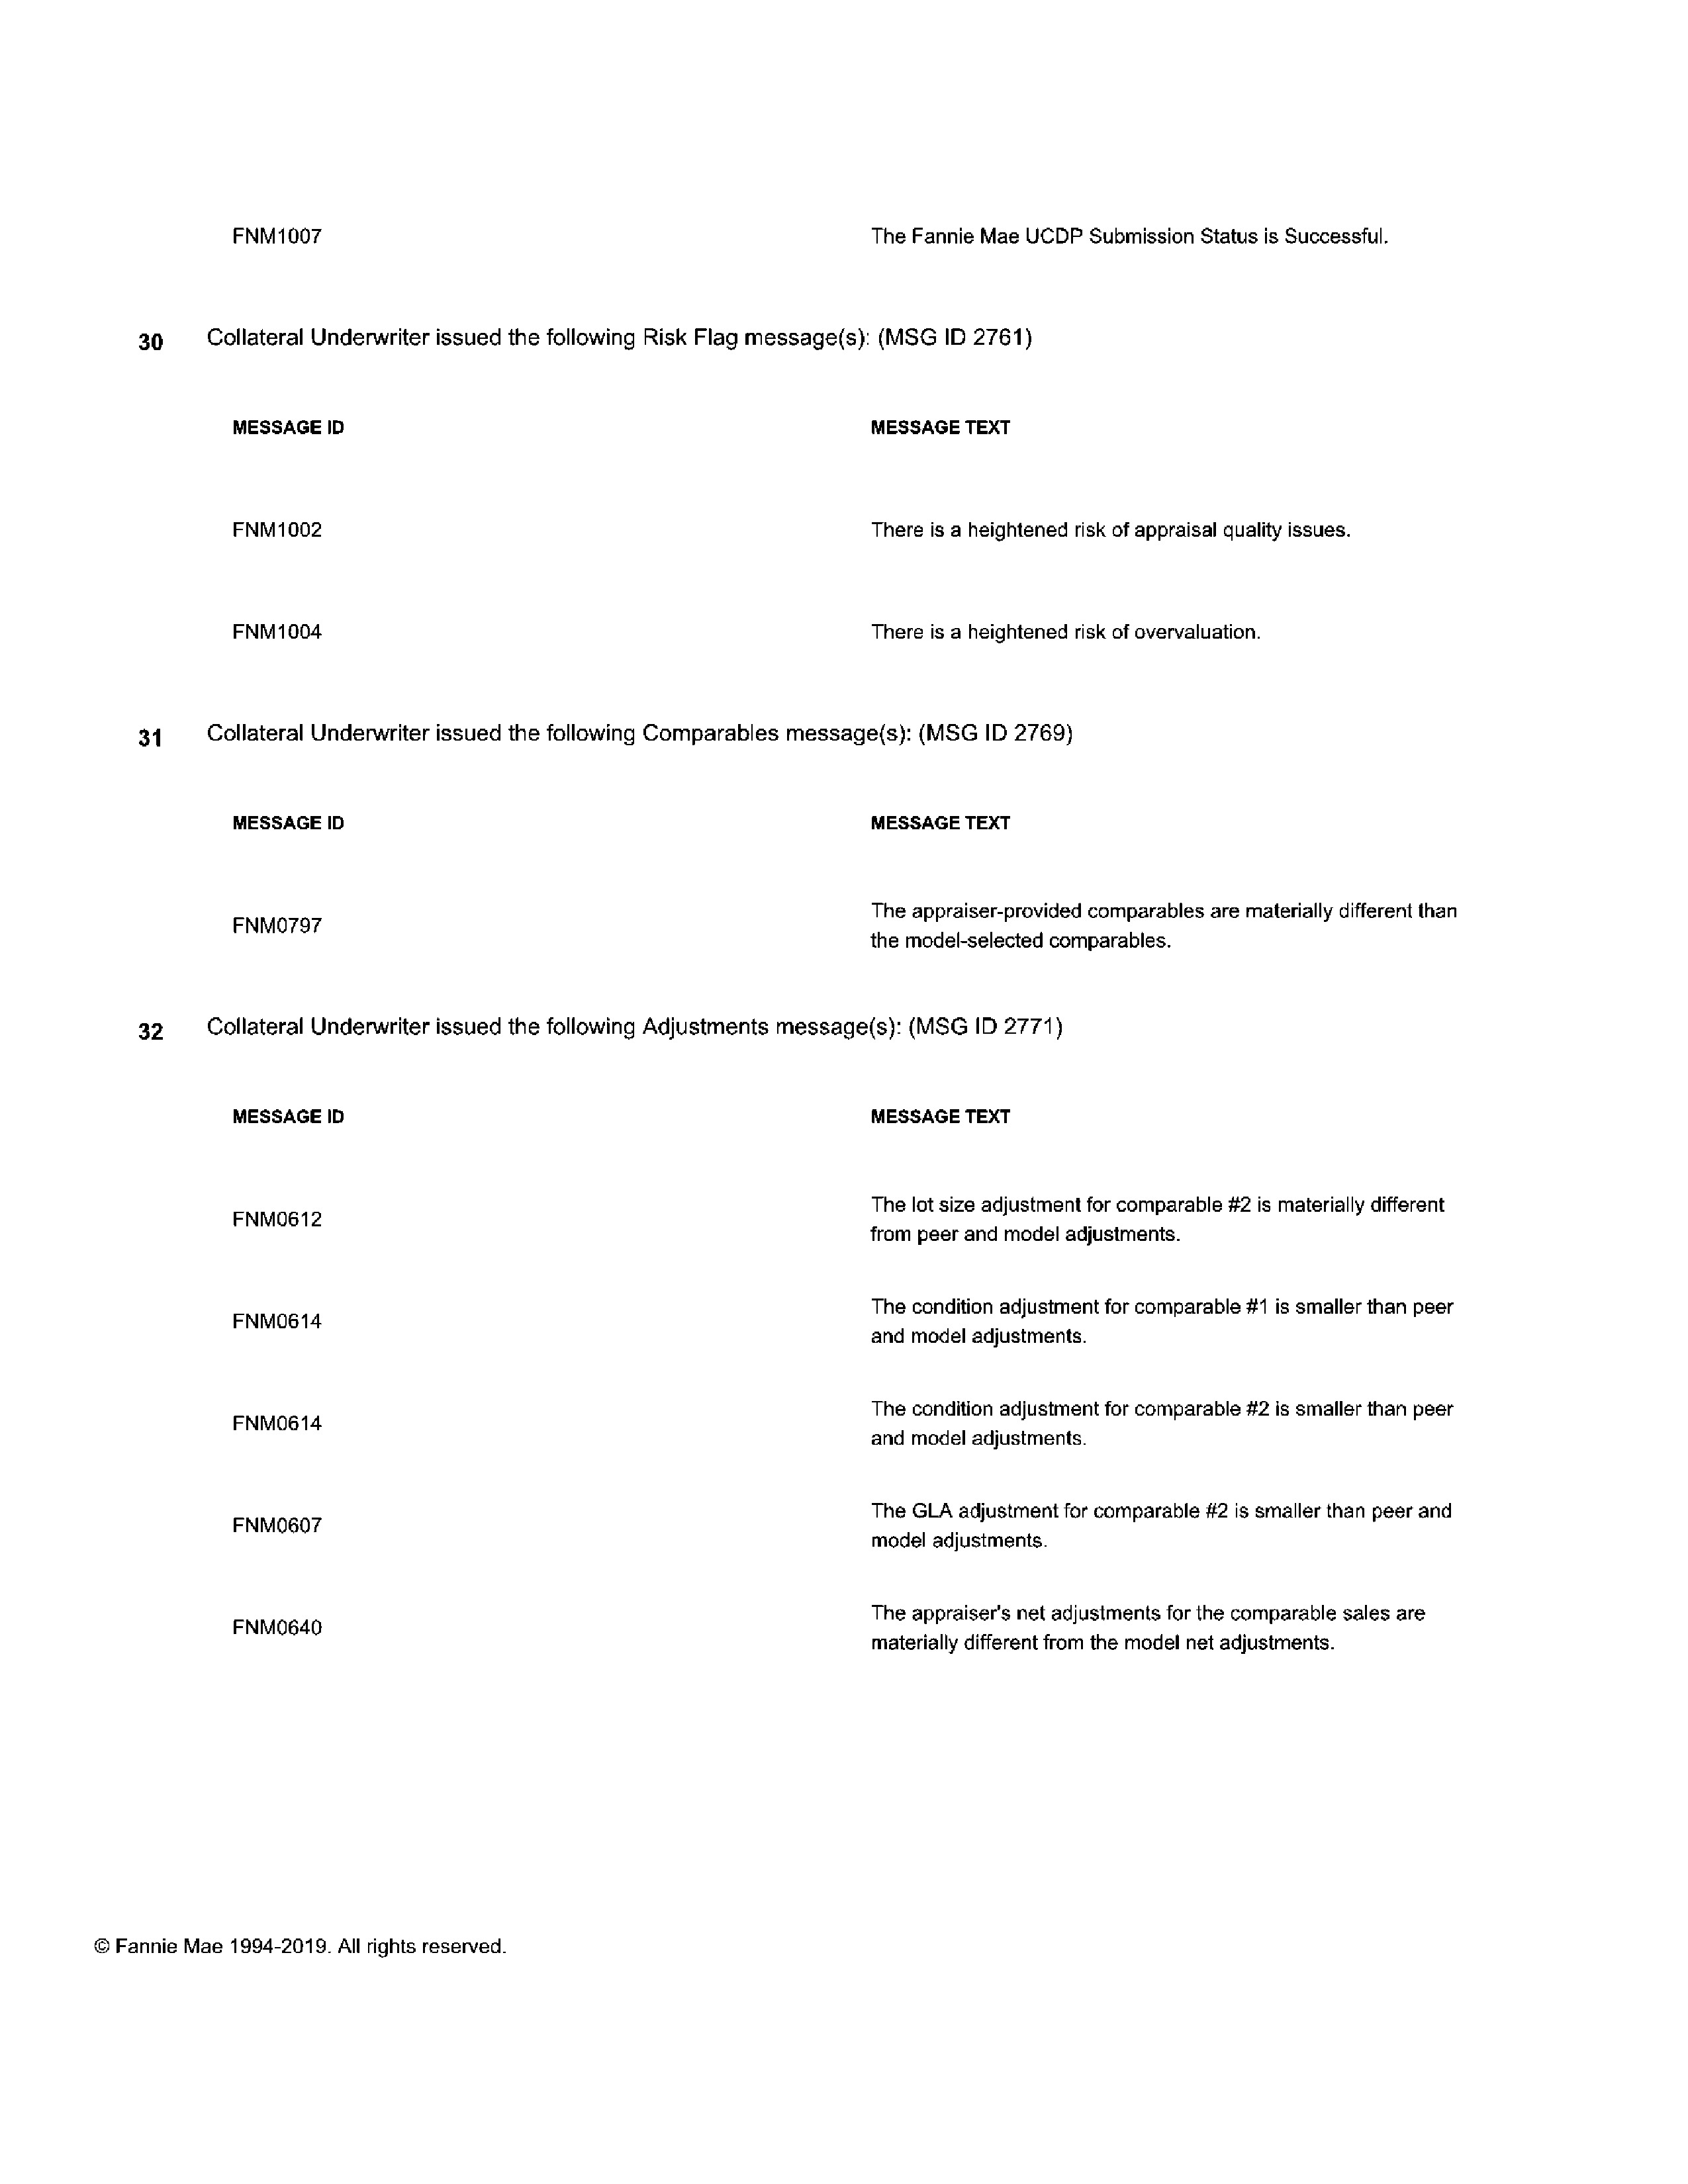 FNM1007 The Fannie Mae UCDP Submission Status is Successful.
30 Collateral Underwriter issued the following Risk Flag message(s): (MSG ID 2761)
MESSAGE ID MESSAGE TEXT
FNM1002 There is a heightened risk of appraisal quality issues.
FNM1004 There is a heightened risk of overvaluation.
31 Collateral Underwriter issued the following Comparables message(s): (MSG ID 2769)
MESSAGE ID MESSAGE TEXT
FNM0797 The appraiser-provided comparables are materially different than
the model-selected comparables.
32 Collateral Underwriter issued the following Adjustments message(s): (MSG ID 2771)
MESSAGE ID MESSAGE TEXT
FNM0612 The lot size adjustment for comparable #2 is materially different
from peer and model adjustments.
FNM0614 The condition adjustment for comparable #1 is smaller than peer
and model adjustments.
FNM0614 The condition adjustment for comparable #2 is smaller than peer
and model adjustments.
FNM0607 The GLA adjustment for comparable #2 is smaller than peer and
model adjustments.
FNM0640 The appraiser's net adjustments for the comparable sales are
materially different from the model net adjustments.
© Fannie Mae 1994-2019. All rights reserved.